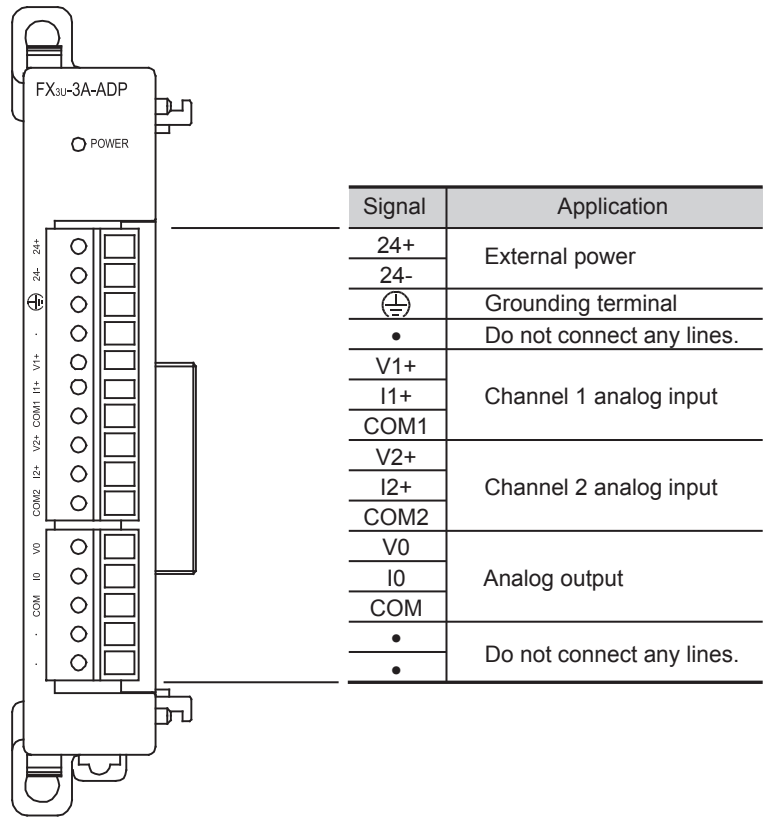 FX3U-3A-ADP
POWER
24+
24-
⏚
·
V1+
I1+
COM1
V2+
I2+
COM2
V0
I0
COM
·
·
Signal Application
24+ External power
24-
⏚ Grounding terminal
• Do not connect any lines.
V1+
I1+ Channel 1 analog input
COM1
V2+
I2+ Channel 2 analog input
COM2
V0
I0 Analog output
COM
• Do not connect any lines.
•